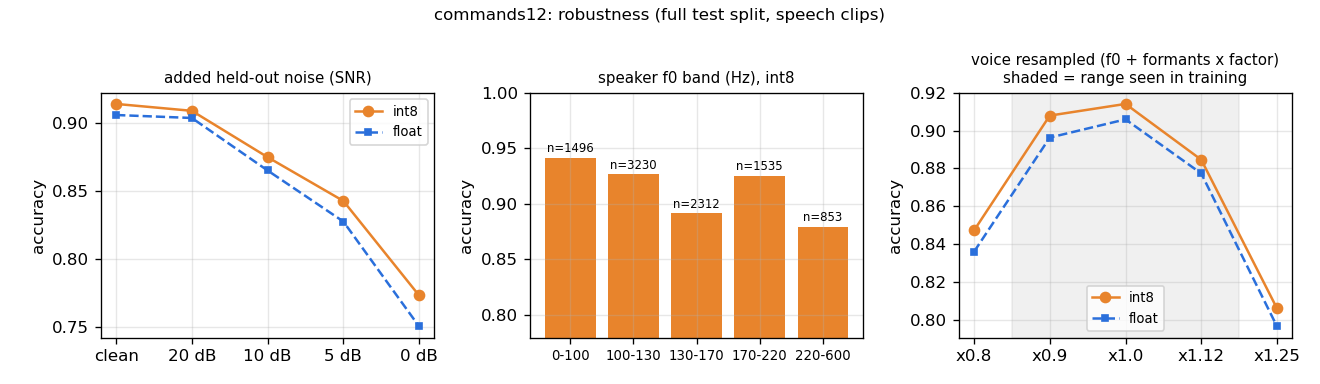 commands12: robustness (full test split, speech clips)
added held-out noise (SNR)
accuracy
0.90
0.85
0.80
0.75
int8
float
clean 20 dB 10 dB 5 dB 0 dB
speaker f0 band (Hz), int8
accuracy
1.00
0.95
0.90
0.85
0.80
n=1496
n=3230
n=2312
n=1535
n=853
0-100 100-130 130-170 170-220 220-600
voice resampled (f0 + formants x factor)
shaded = range seen in training
accuracy
0.92
0.90
0.88
0.86
0.84
0.82
0.80
int8
float
x0.8 x0.9 x1.0 x1.12 x1.25